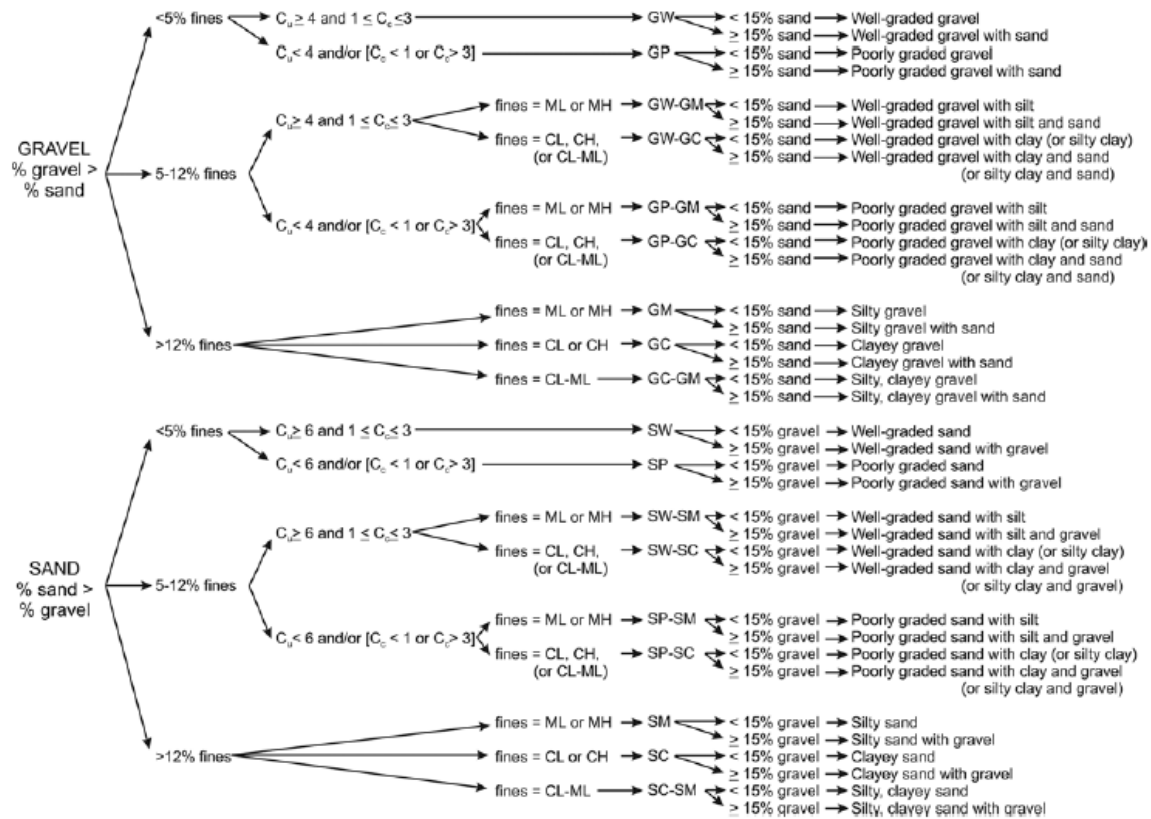 <5% fines C_u ≥ 4 and 1 ≤ C_c ≤3 GW < 15% sand Well-graded gravel
≥ 15% sand Well-graded gravel with sand
C_u < 4 and/or [C_c < 1 or C_c > 3] GP < 15% sand Poorly graded gravel
≥ 15% sand Poorly graded gravel with sand
GRAVEL
% gravel >
% sand
5-12% fines
C_u ≥ 4 and 1 ≤ C_c ≤ 3 fines = ML or MH GW-GM < 15% sand Well-graded gravel with silt
≥ 15% sand Well-graded gravel with silt and sand
fines = CL, CH, GW-GC < 15% sand Well-graded gravel with clay (or silty clay)
(or CL-ML) ≥ 15% sand Well-graded gravel with clay and sand
(or silty clay and sand)
C_u < 4 and/or [C_c < 1 or C_c > 3] fines = ML or MH GP-GM < 15% sand Poorly graded gravel with silt
≥ 15% sand Poorly graded gravel with silt and sand
fines = CL, CH, GP-GC < 15% sand Poorly graded gravel with clay (or silty clay)
(or CL-ML) ≥ 15% sand Poorly graded gravel with clay and sand
(or silty clay and sand)
>12% fines
fines = ML or MH GM < 15% sand Silty gravel
≥ 15% sand Silty gravel with sand
fines = CL or CH GC < 15% sand Clayey gravel
≥ 15% sand Clayey gravel with sand
fines = CL-ML GC-GM < 15% sand Silty, clayey gravel
≥ 15% sand Silty, clayey gravel with sand
<5% fines C_u ≥ 6 and 1 ≤ C_c ≤ 3 SW < 15% gravel Well-graded sand
≥ 15% gravel Well-graded sand with gravel
C_u < 6 and/or [C_c < 1 or C_c > 3] SP < 15% gravel Poorly graded sand
≥ 15% gravel Poorly graded sand with gravel
SAND
% sand >
% gravel
5-12% fines
C_u ≥ 6 and 1 ≤ C_c ≤ 3 fines = ML or MH SW-SM < 15% gravel Well-graded sand with silt
≥ 15% gravel Well-graded sand with silt and gravel
fines = CL, CH, SW-SC < 15% gravel Well-graded sand with clay (or silty clay)
(or CL-ML) ≥ 15% gravel Well-graded sand with clay and gravel
(or silty clay and gravel)
C_u < 6 and/or [C_c < 1 or C_c > 3] fines = ML or MH SP-SM < 15% gravel Poorly graded sand with silt
≥ 15% gravel Poorly graded sand with silt and gravel
fines = CL, CH, SP-SC < 15% gravel Poorly graded sand with clay (or silty clay)
(or CL-ML) ≥ 15% gravel Poorly graded sand with clay and gravel
(or silty clay and gravel)
>12% fines
fines = ML or MH SM < 15% gravel Silty sand
≥ 15% gravel Silty sand with gravel
fines = CL or CH SC < 15% gravel Clayey sand
≥ 15% gravel Clayey sand with gravel
fines = CL-ML SC-SM < 15% gravel Silty, clayey sand
≥ 15% gravel Silty, clayey sand with gravel